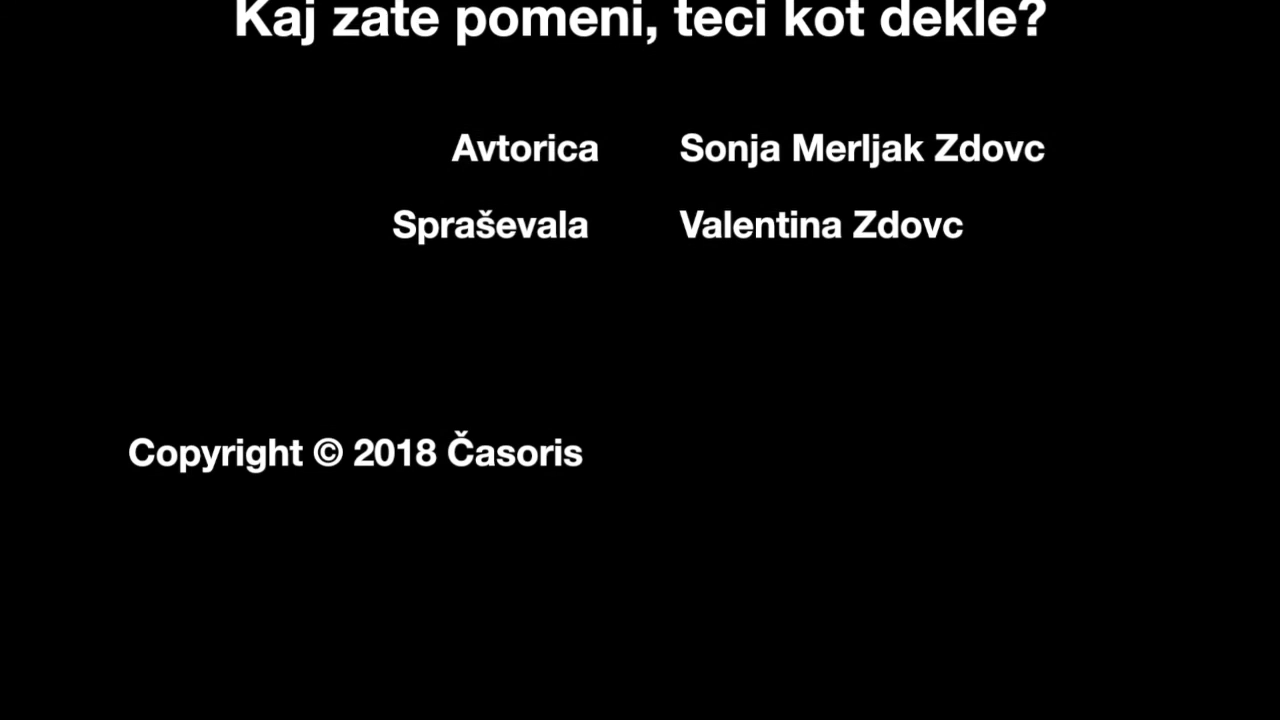 Kaj zate pomeni, teci kot dekle?
Avtorica Sonja Merljak Zdovc
Spraševala Valentina Zdovc
Copyright © 2018 Časoris